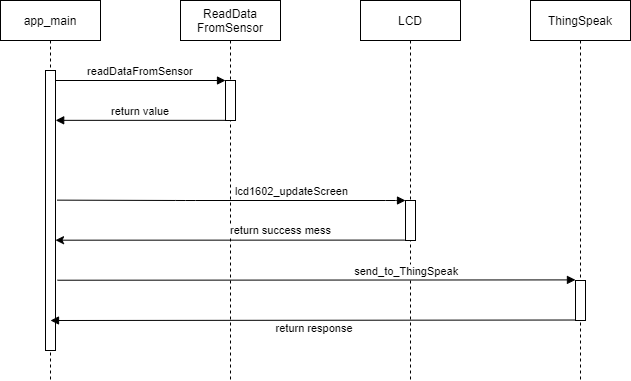 app_main
ReadData
FromSensor
LCD
ThingSpeak
readDataFromSensor
return value
lcd1602_updateScreen
return success mess
send_to_ThingSpeak
return response